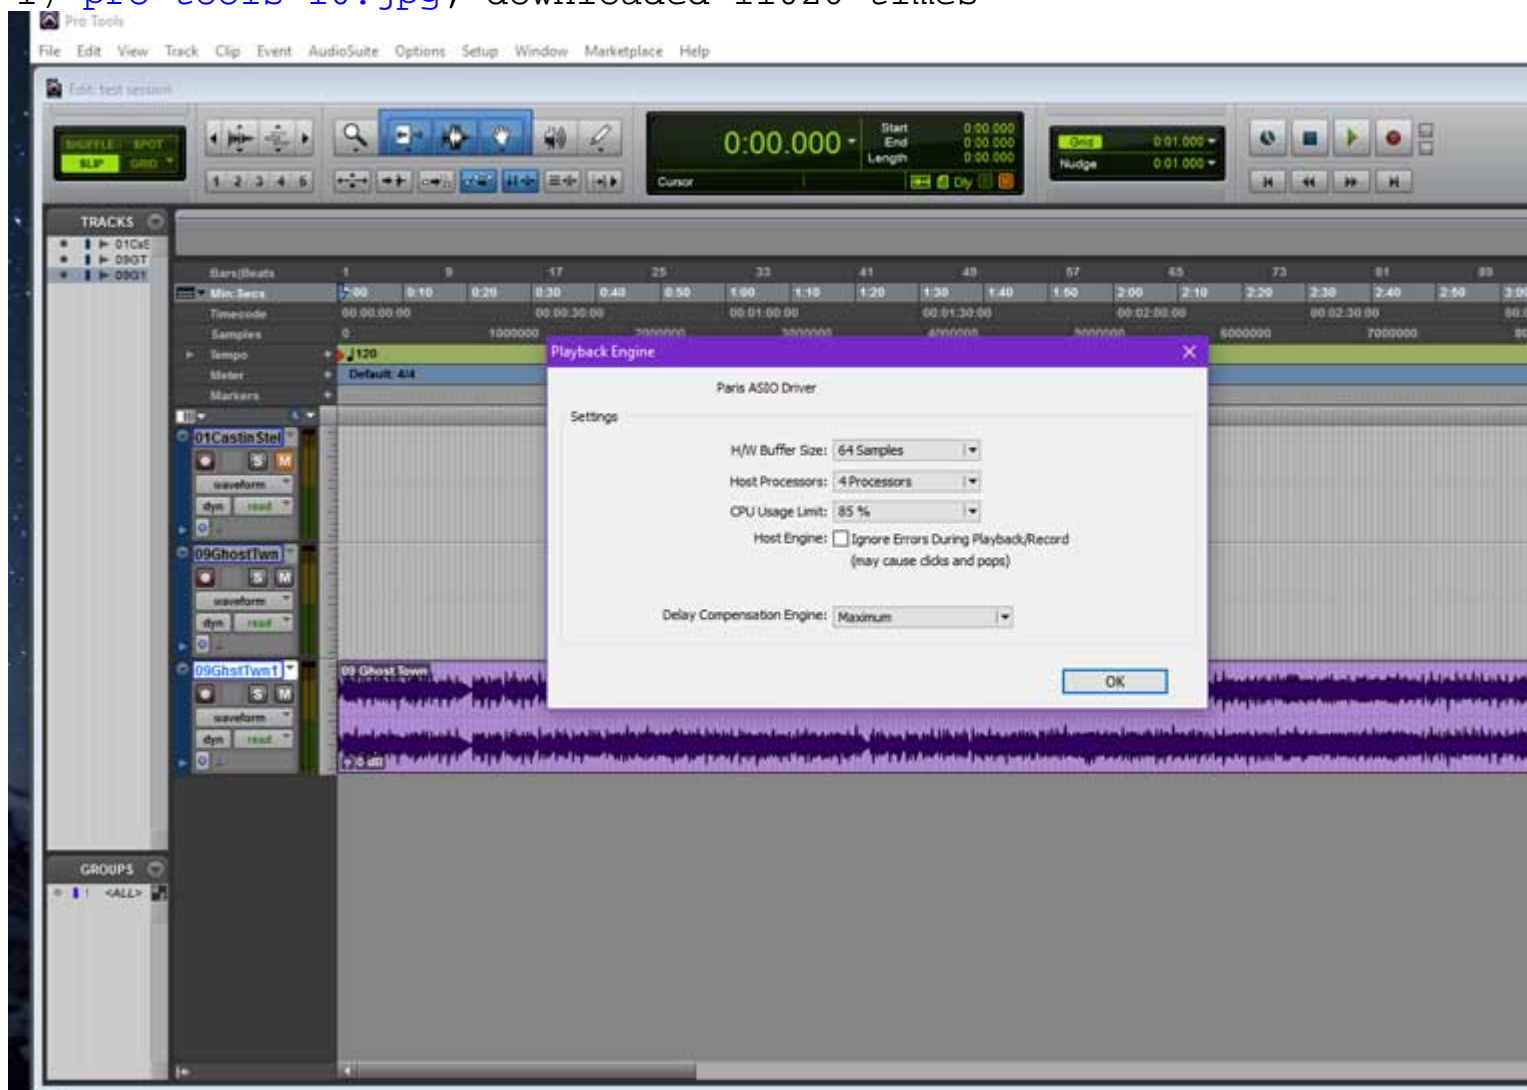 Pro Tools
File Edit View Track Clip Event AudioSuite Options Setup Window Marketplace Help
Edit: test session
SHUFFLE SPOT
SLIP GRID
1 2 3 4 5
0:00.000
Start 0:00.000
End 0:00.000
Length 0:00.000
Cursor
Dly
Grid 0:01.000
Nudge 0:01.000
TRACKS
09GT
Bars|Beats 1 9 17 25 33 41 49 57 65 73 81 89
Min:Secs 0:00 0:10 0:20 0:30 0:40 0:50 1:00 1:10 1:20 1:30 1:40 1:50 2:00 2:10 2:20 2:30 2:40 2:50
Timecode 00:00:00:00 00:00:30:00 00:01:00:00 00:01:30:00 00:02:00:00 00:02:30:00
Samples 0 1000000 2000000 3000000 4000000 5000000 6000000 7000000
Tempo 120
Meter Default: 4/4
Markers
Playback Engine
Paris ASIO Driver
Settings
H/W Buffer Size: 64 Samples
Host Processors: 4 Processors
CPU Usage Limit: 85 %
Host Engine: Ignore Errors During Playback/Record
(may cause clicks and pops)
Delay Compensation Engine: Maximum
OK
01CastinStel
S M
waveform
dyn read
09GhostTwn
S M
waveform
dyn read
09GhstTwn1
S M
waveform
dyn read
09 Ghost Town
0 dB
GROUPS
! <ALL>